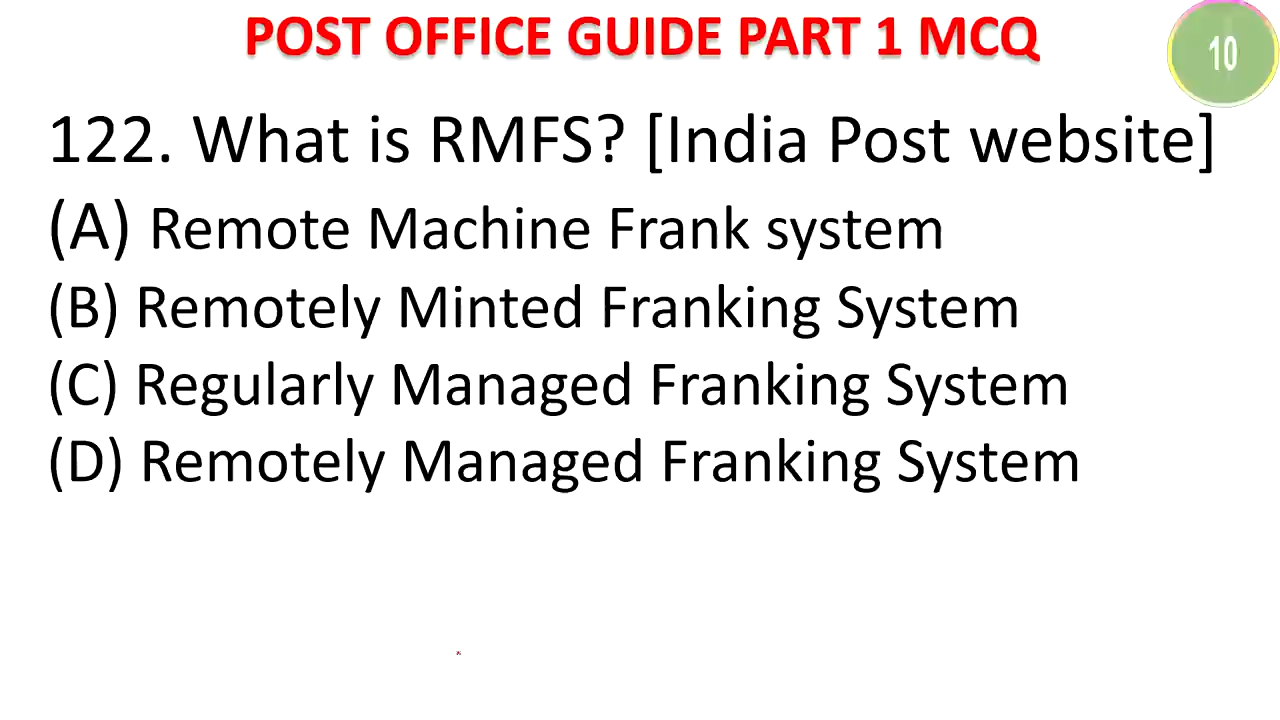 POST OFFICE GUIDE PART 1 MCQ
10
122. What is RMFS? [India Post website]
(A) Remote Machine Frank system
(B) Remotely Minted Franking System
(C) Regularly Managed Franking System
(D) Remotely Managed Franking System